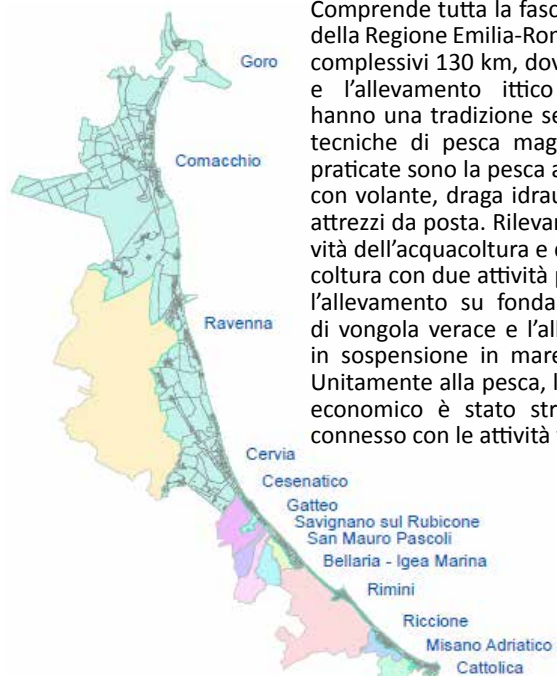 Comprende tutta la fasc
della Regione Emilia-Ron
complessivi 130 km, dov
e l'allevamento ittico
hanno una tradizione se
tecniche di pesca mag
praticate sono la pesca a
con volante, draga idrau
attrezzi da posta. Rilevan
vità dell'acquacoltura e d
coltura con due attività p
l'allevamento su fonda
di vongola verace e l'all
in sospensione in mare
Unitamente alla pesca, l
economico è stato str
connesso con le attività t
Goro
Comacchio
Ravenna
Cervia
Cesenatico
Gatteo
Savignano sul Rubicone
San Mauro Pascoli
Bellaria - Igea Marina
Rimini
Riccione
Misano Adriatico
Cattolica